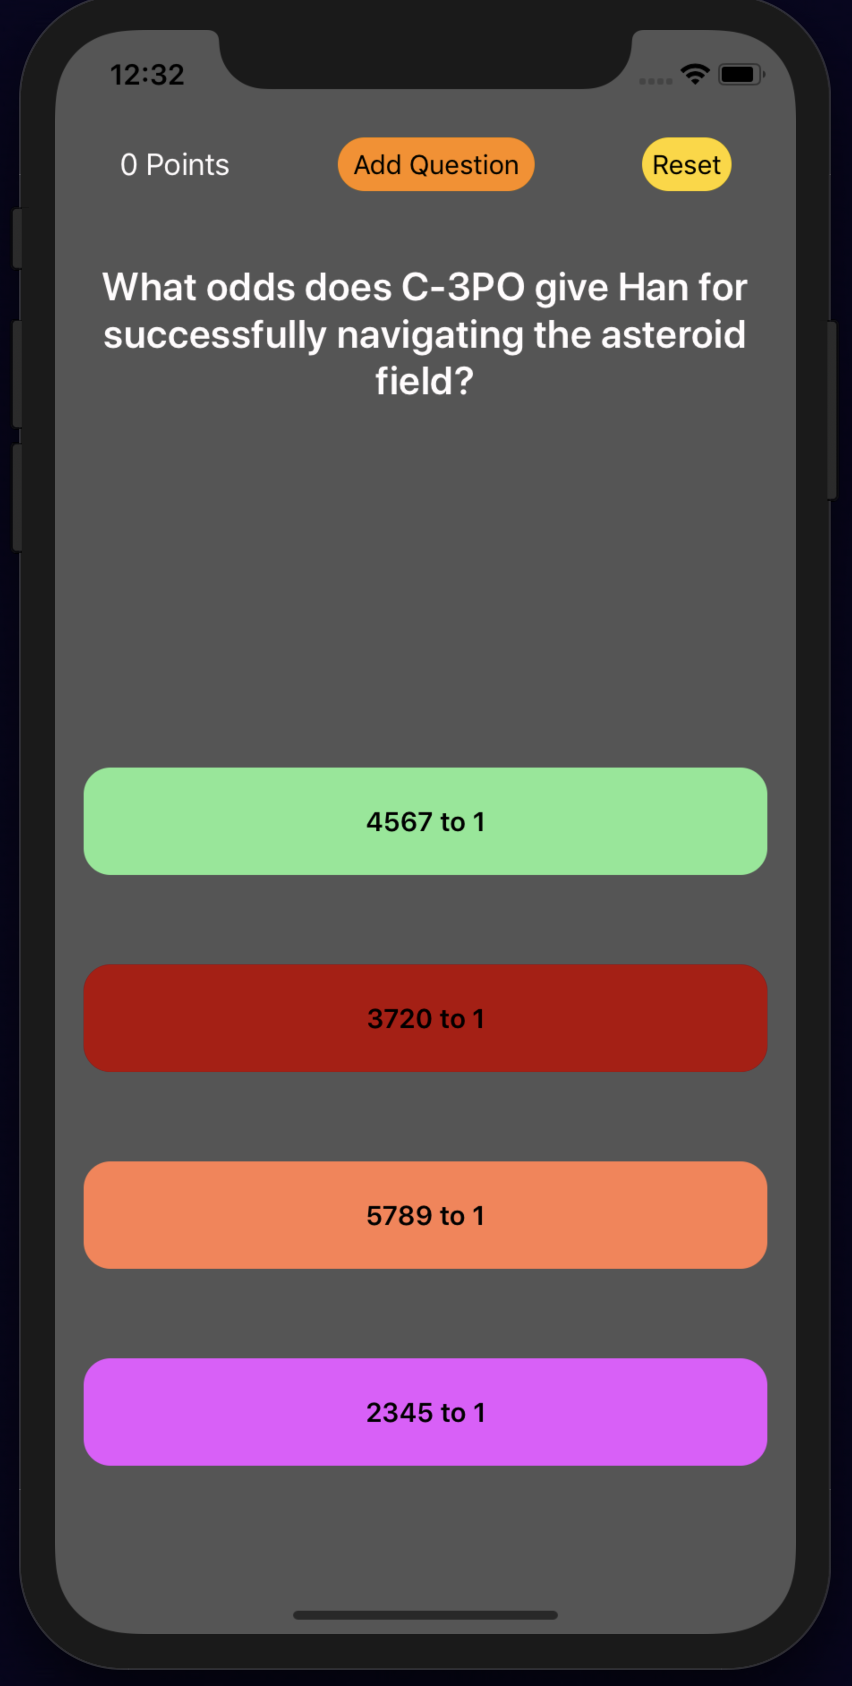 12:32
0 Points
Add Question
Reset
What odds does C-3PO give Han for
successfully navigating the asteroid
field?
4567 to 1
3720 to 1
5789 to 1
2345 to 1